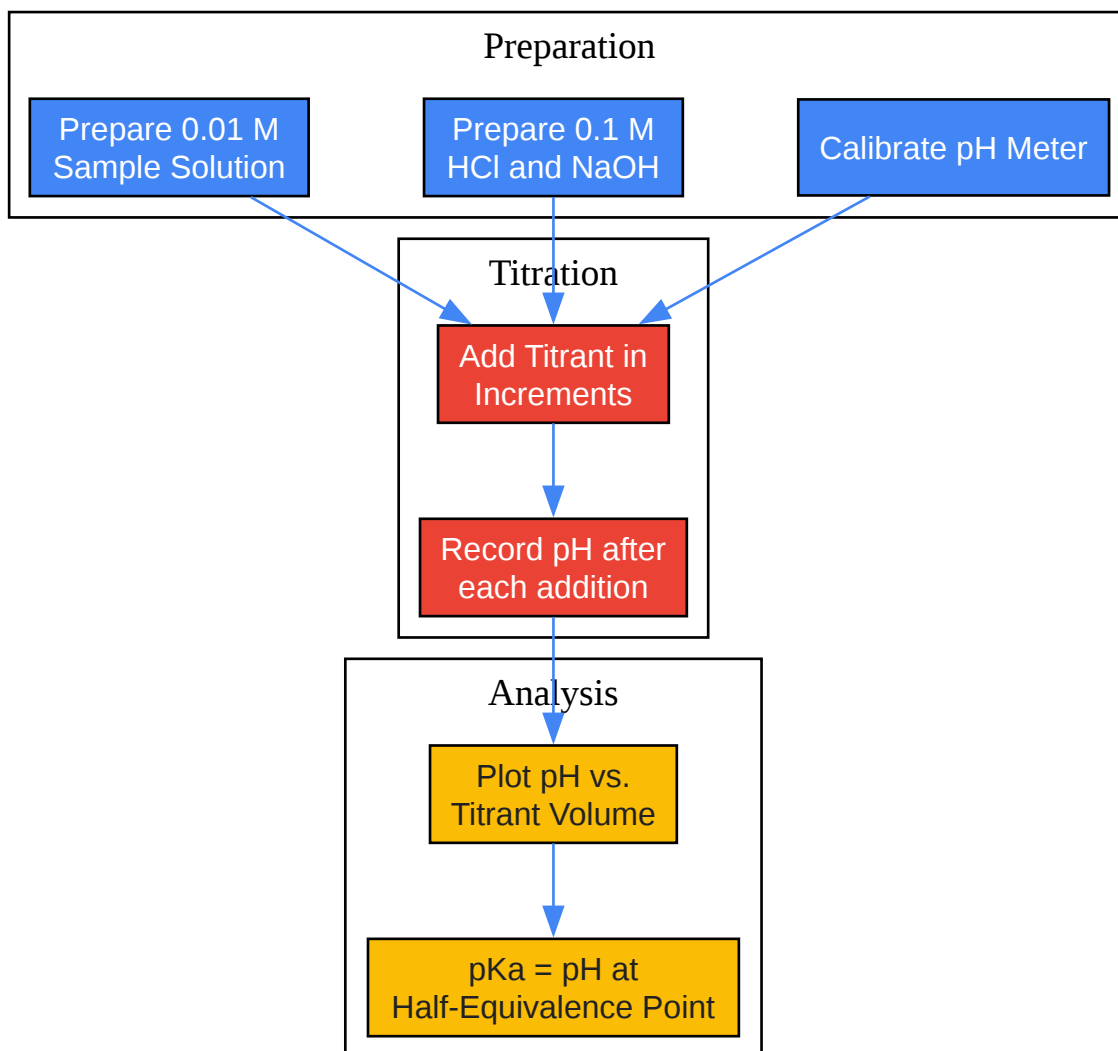 Preparation
Prepare 0.01 M
Sample Solution
Prepare 0.1 M
HCl and NaOH
Calibrate pH Meter
Titration
Add Titrant in
Increments
Record pH after
each addition
Analysis
Plot pH vs.
Titrant Volume
pKa = pH at
Half-Equivalence Point